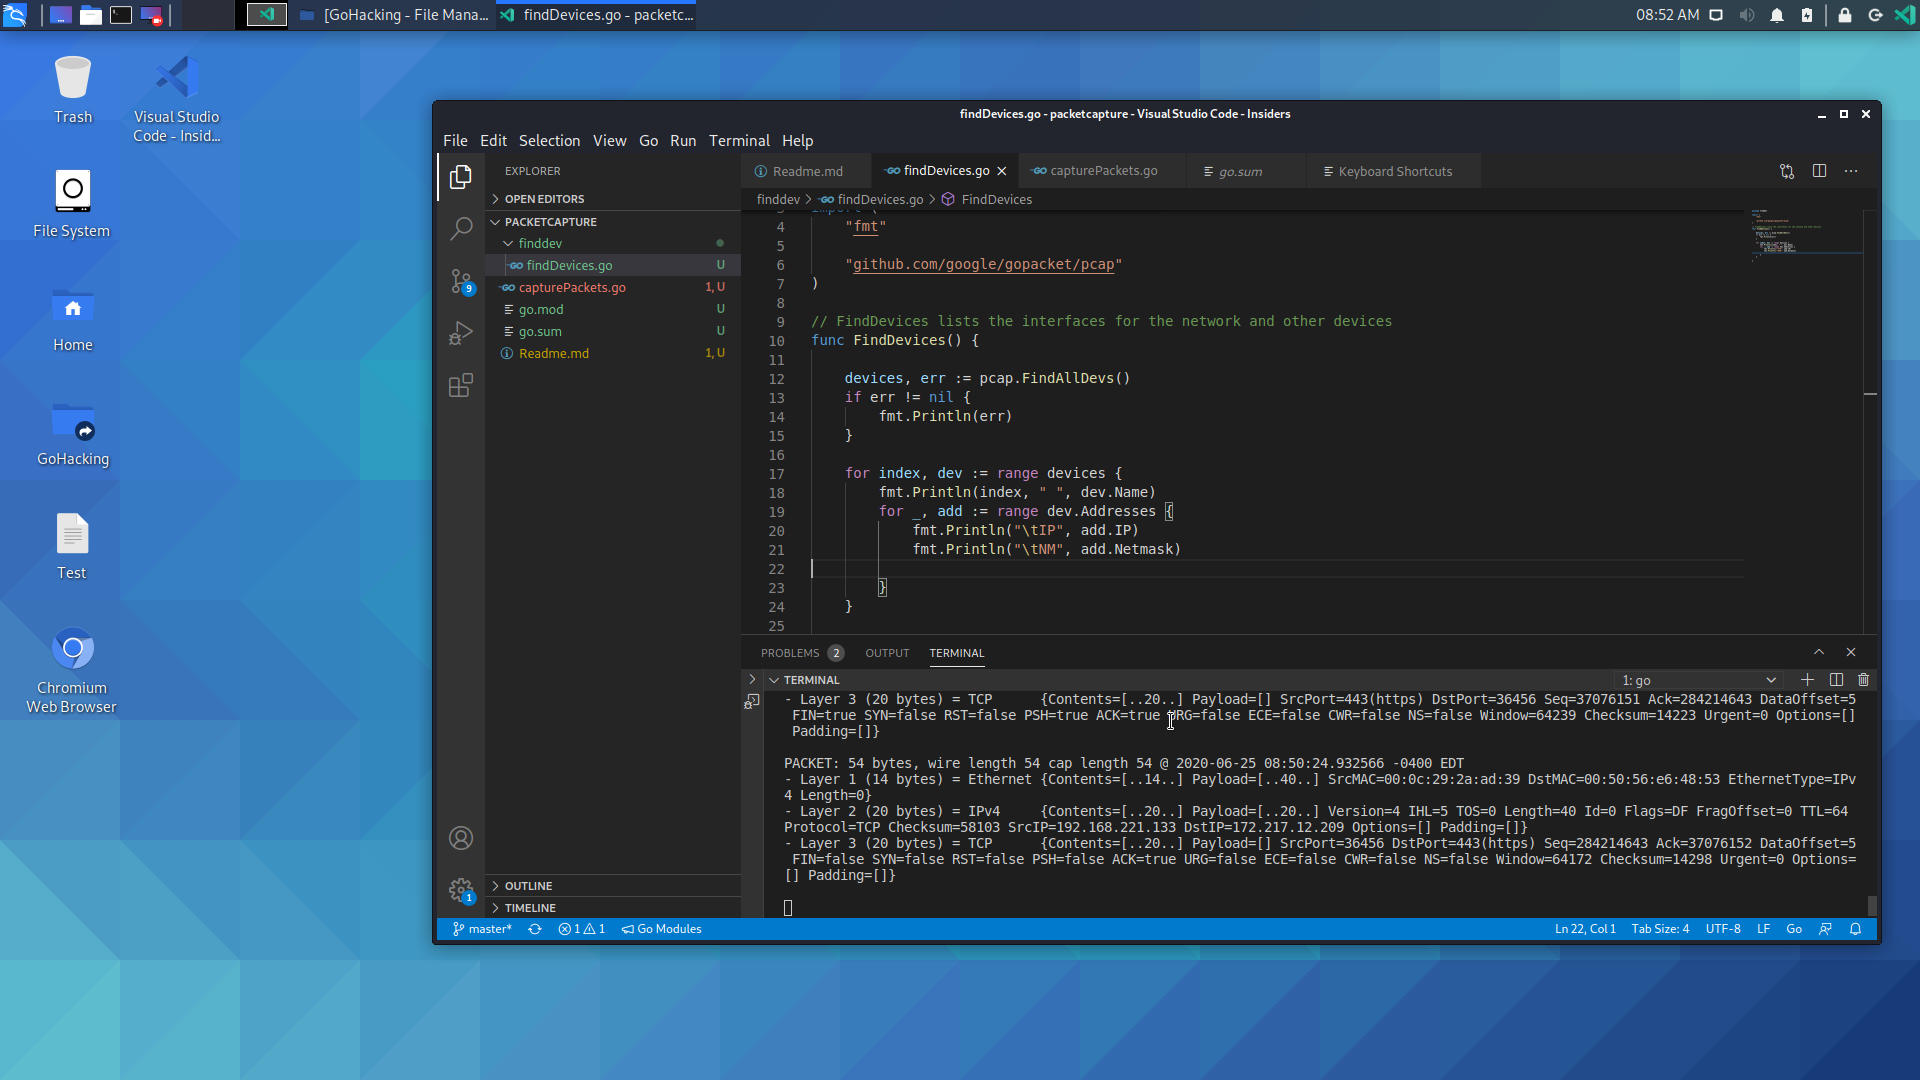 [GoHacking - File Mana...
findDevices.go - packetc...
08:52 AM
Trash
Visual Studio
Code - Insid...
File System
Home
GoHacking
Test
Chromium
Web Browser
findDevices.go - packetcapture - Visual Studio Code - Insiders
File Edit Selection View Go Run Terminal Help
EXPLORER
OPEN EDITORS
PACKETCAPTURE
finddev
findDevices.go U
capturePackets.go 1, U
go.mod U
go.sum U
Readme.md 1, U
9
1
OUTLINE
TIMELINE
Readme.md findDevices.go capturePackets.go go.sum Keyboard Shortcuts
finddev > findDevices.go > FindDevices
3 import (
4 "fmt"
5
6 "github.com/google/gopacket/pcap"
7 )
8
9 // FindDevices lists the interfaces for the network and other devices
10 func FindDevices() {
11
12 devices, err := pcap.FindAllDevs()
13 if err != nil {
14 fmt.Println(err)
15 }
16
17 for index, dev := range devices {
18 fmt.Println(index, " ", dev.Name)
19 for _, add := range dev.Addresses {
20 fmt.Println("\tIP", add.IP)
21 fmt.Println("\tNM", add.Netmask)
22
23 }
24 }
25
PROBLEMS 2 OUTPUT TERMINAL
TERMINAL 1: go
- Layer 3 (20 bytes) = TCP {Contents=[..20..] Payload=[] SrcPort=443(https) DstPort=36456 Seq=37076151 Ack=284214643 DataOffset=5
FIN=true SYN=false RST=false PSH=true ACK=true URG=false ECE=false CWR=false NS=false Window=64239 Checksum=14223 Urgent=0 Options=[]
Padding=[]}
PACKET: 54 bytes, wire length 54 cap length 54 @ 2020-06-25 08:50:24.932566 -0400 EDT
- Layer 1 (14 bytes) = Ethernet {Contents=[..14..] Payload=[..40..] SrcMAC=00:0c:29:2a:ad:39 DstMAC=00:50:56:e6:48:53 EthernetType=IPv
4 Length=0}
- Layer 2 (20 bytes) = IPv4 {Contents=[..20..] Payload=[..20..] Version=4 IHL=5 TOS=0 Length=40 Id=0 Flags=DF FragOffset=0 TTL=64
Protocol=TCP Checksum=58103 SrcIP=192.168.221.133 DstIP=172.217.12.209 Options=[] Padding=[]}
- Layer 3 (20 bytes) = TCP {Contents=[..20..] Payload=[] SrcPort=36456 DstPort=443(https) Seq=284214643 Ack=37076152 DataOffset=5
FIN=false SYN=false RST=false PSH=false ACK=true URG=false ECE=false CWR=false NS=false Window=64172 Checksum=14298 Urgent=0 Options=
[] Padding=[]}
master* 1 1 Go Modules
Ln 22, Col 1 Tab Size: 4 UTF-8 LF Go